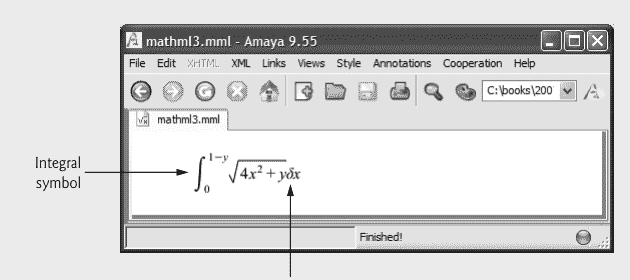 mathml3.mml - Amaya 9.55
File Edit XHTML XML Links Views Style Annotations Cooperation Help
C:\books\200
mathml3.mml
Integral
symbol
∫₀^{1−y} √(4x² + y) δx
Finished!